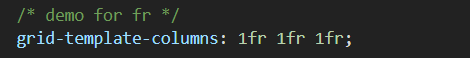 /* demo for fr */
grid-template-columns: 1fr 1fr 1fr;